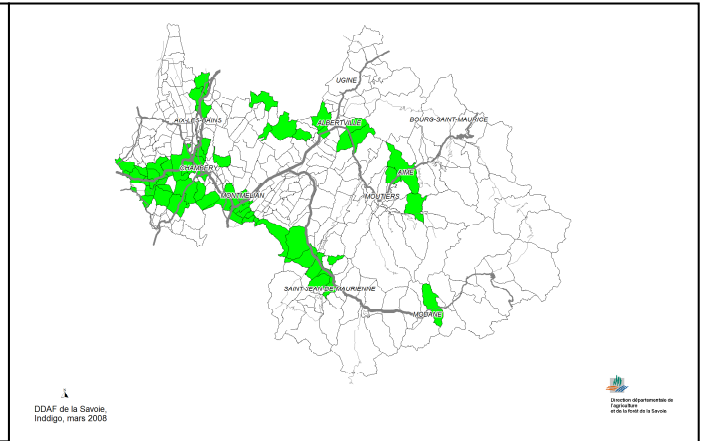 UGINE
AIX-LES-BAINS
ALBERTVILLE
BOURG-SAINT-MAURICE
CHAMBERY
AIME
MONTMELIAN
MOUTIERS
SAINT-JEAN-DE-MAURIENNE
MODANE
DDAF de la Savoie,
Inddigo, mars 2008
Direction départementale de
l'agriculture
et de la forêt de la Savoie